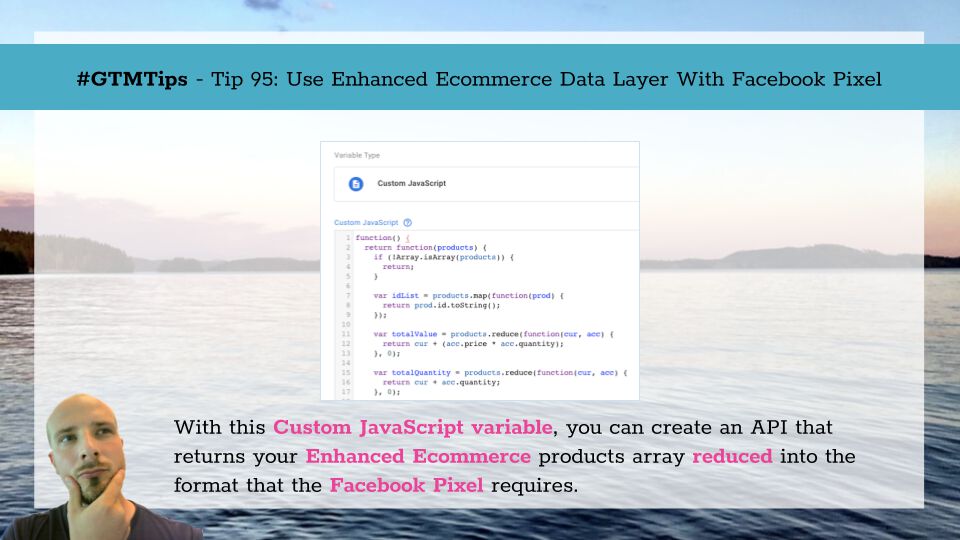 #GTMTips - Tip 95: Use Enhanced Ecommerce Data Layer With Facebook Pixel
Variable Type
Custom JavaScript
Custom JavaScript
1 function() {
2 return function(products) {
3 if (!Array.isArray(products)) {
4 return;
5 }
6
7 var idList = products.map(function(prod) {
8 return prod.id.toString();
9 });
10
11 var totalValue = products.reduce(function(cur, acc) {
12 return cur + (acc.price * acc.quantity);
13 }, 0);
14
15 var totalQuantity = products.reduce(function(cur, acc) {
16 return cur + acc.quantity;
17 }, 0);
With this Custom JavaScript variable, you can create an API that
returns your Enhanced Ecommerce products array reduced into the
format that the Facebook Pixel requires.